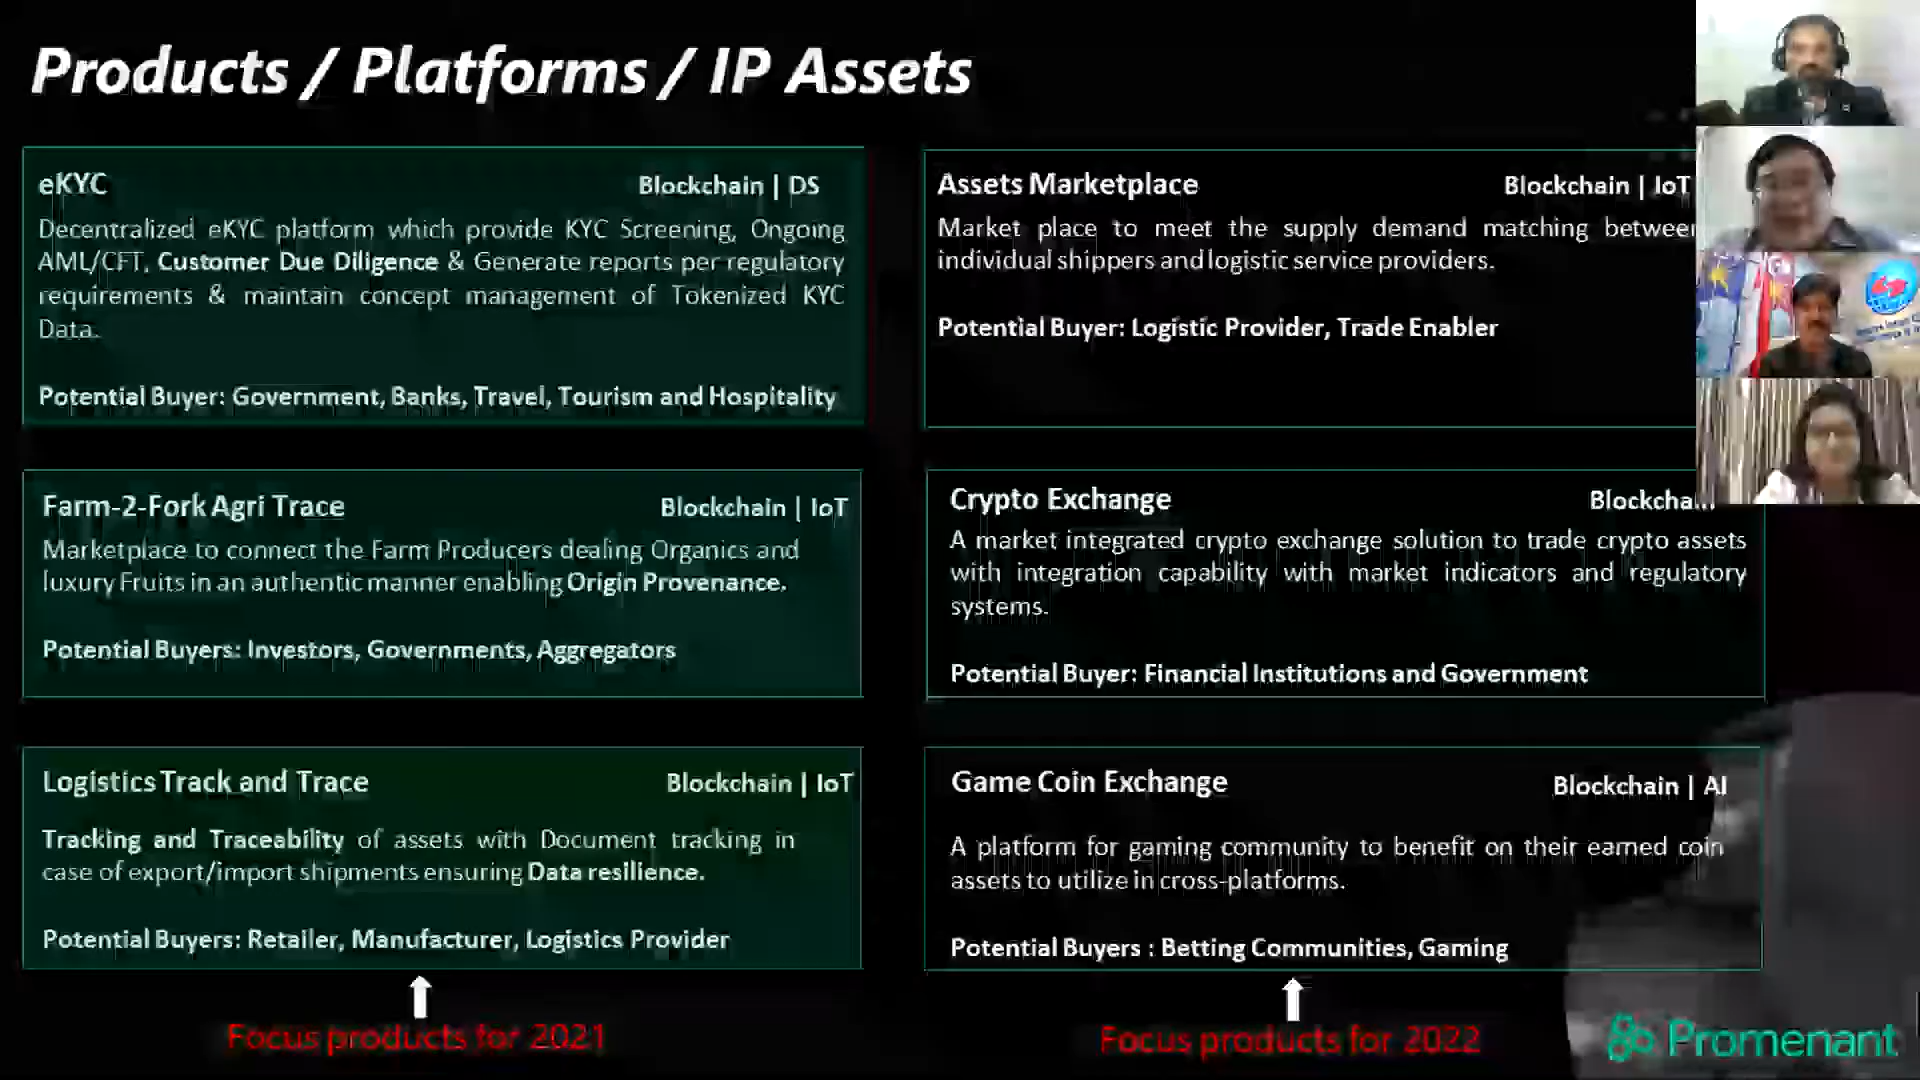 Products / Platforms / IP Assets
eKYC
Blockchain | DS
Decentralized eKYC platform which provide KYC Screening, Ongoing
AML/CFT, Customer Due Diligence & Generate reports per regulatory
requirements & maintain concept management of Tokenized KYC
Data.
Potential Buyer: Government, Banks, Travel, Tourism and Hospitality
Farm-2-Fork Agri Trace
Blockchain | IoT
Marketplace to connect the Farm Producers dealing Organics and
luxury Fruits in an authentic manner enabling Origin Provenance.
Potential Buyers: Investors, Governments, Aggregators
Logistics Track and Trace
Blockchain | IoT
Tracking and Traceability of assets with Document tracking in
case of export/import shipments ensuring Data resilience.
Potential Buyers: Retailer, Manufacturer, Logistics Provider
Focus products for 2021
Assets Marketplace
Blockchain | IoT
Market place to meet the supply demand matching between
individual shippers and logistic service providers.
Potential Buyer: Logistic Provider, Trade Enabler
Crypto Exchange
A market integrated crypto exchange solution to trade crypto assets
with integration capability with market indicators and regulatory
systems.
Potential Buyer: Financial Institutions and Government
Game Coin Exchange
Blockchain | AI
A platform for gaming community to benefit on their earned coin
assets to utilize in cross-platforms.
Potential Buyers : Betting Communities, Gaming
Focus products for 2022
Promenant